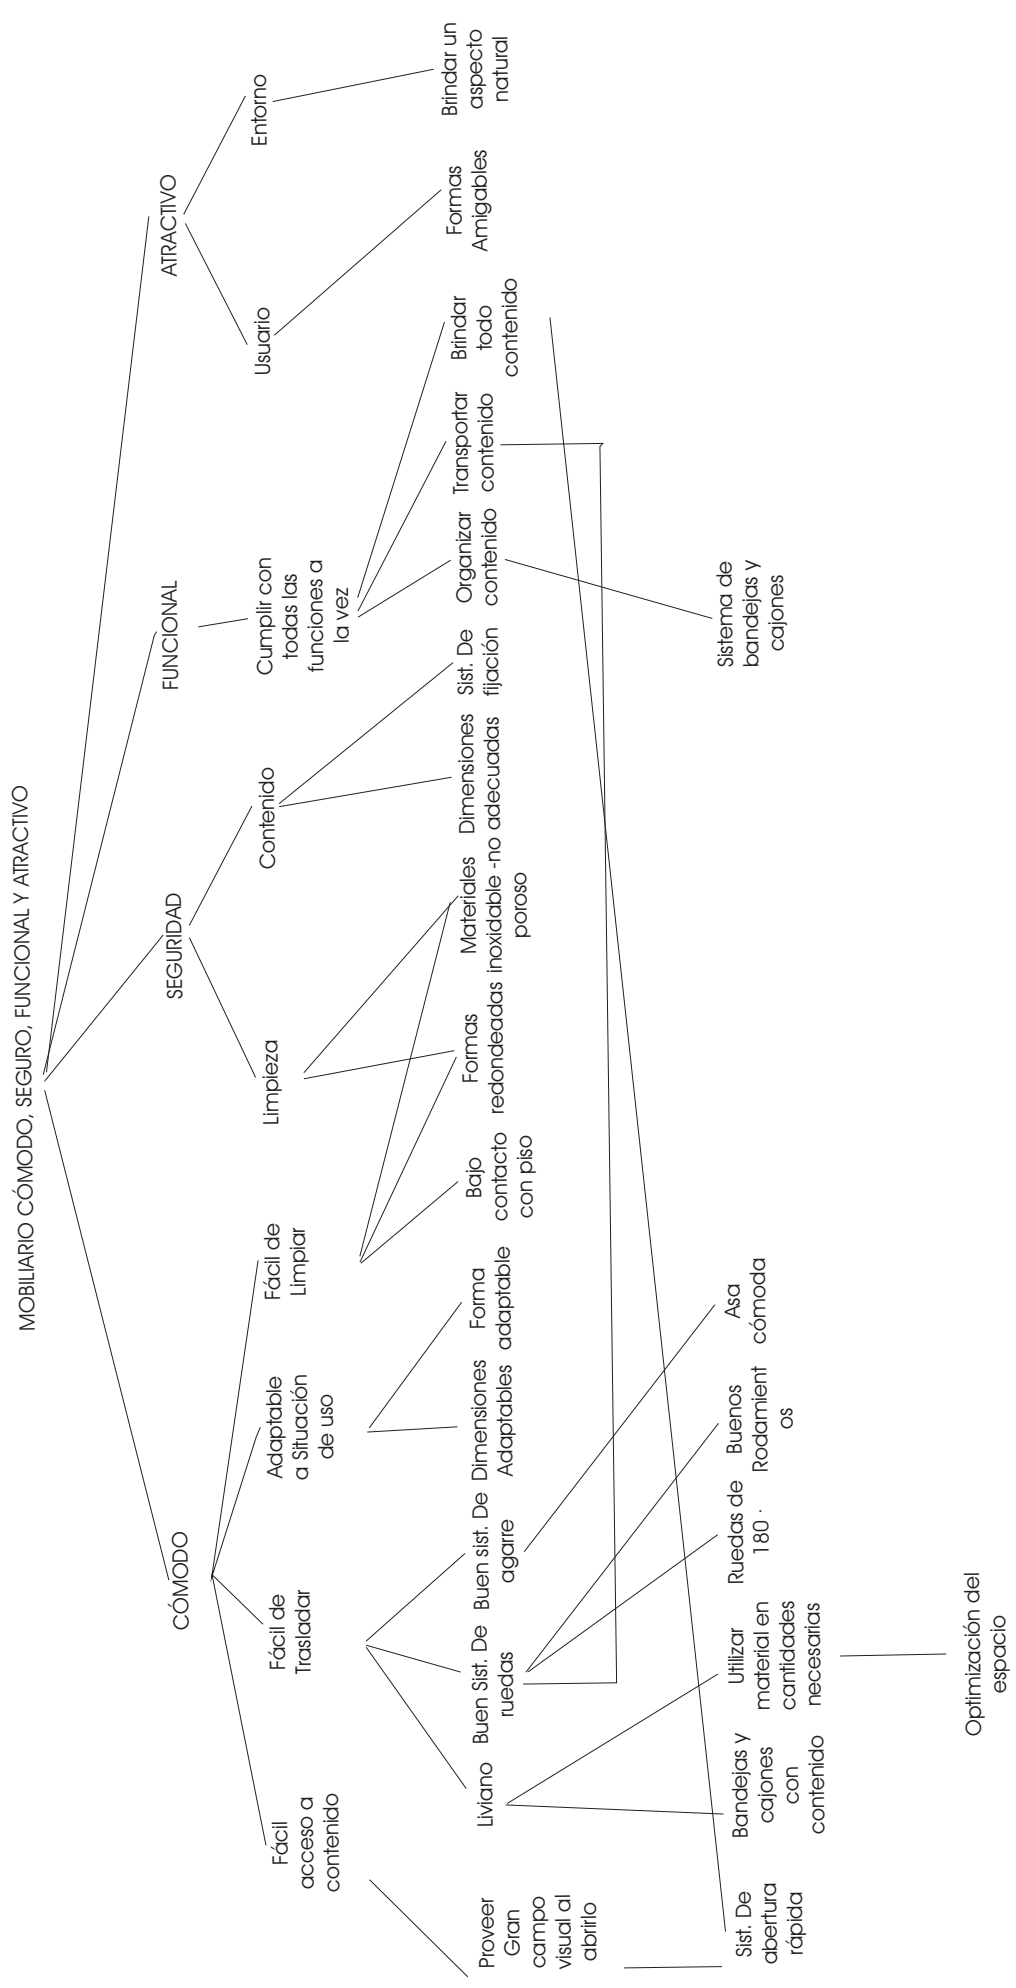 MOBILIARIO CÓMODO, SEGURO, FUNCIONAL Y ATRACTIVO
CÓMODO
SEGURIDAD
FUNCIONAL
ATRACTIVO
Fácil
acceso a
contenido
Fácil de
Trasladar
Adaptable
a Situación
de uso
Fácil de
Limpiar
Limpieza
Contenido
Cumplir con
todas las
funciones a
la vez
Usuario
Entorno
Proveer
Gran
campo
visual al
abrirlo
Liviano
Buen Sist. De
ruedas
Buen sist. De
agarre
Dimensiones
Adaptables
Forma
adaptable
Bajo
contacto
con piso
Formas
redondeadas
Materiales
inoxidable -no
poroso
Dimensiones
adecuadas
Sist. De
fijación
Organizar
contenido
Transportar
contenido
Brindar
todo
contenido
Formas
Amigables
Brindar un
aspecto
natural
Sist. De
abertura
rápida
Bandejas y
cajones
con
contenido
Utilizar
material en
cantidades
necesarias
Ruedas de
180 ·
Buenos
Rodamient
os
Asa
cómoda
Sistema de
bandejas y
cajones
Optimización del
espacio